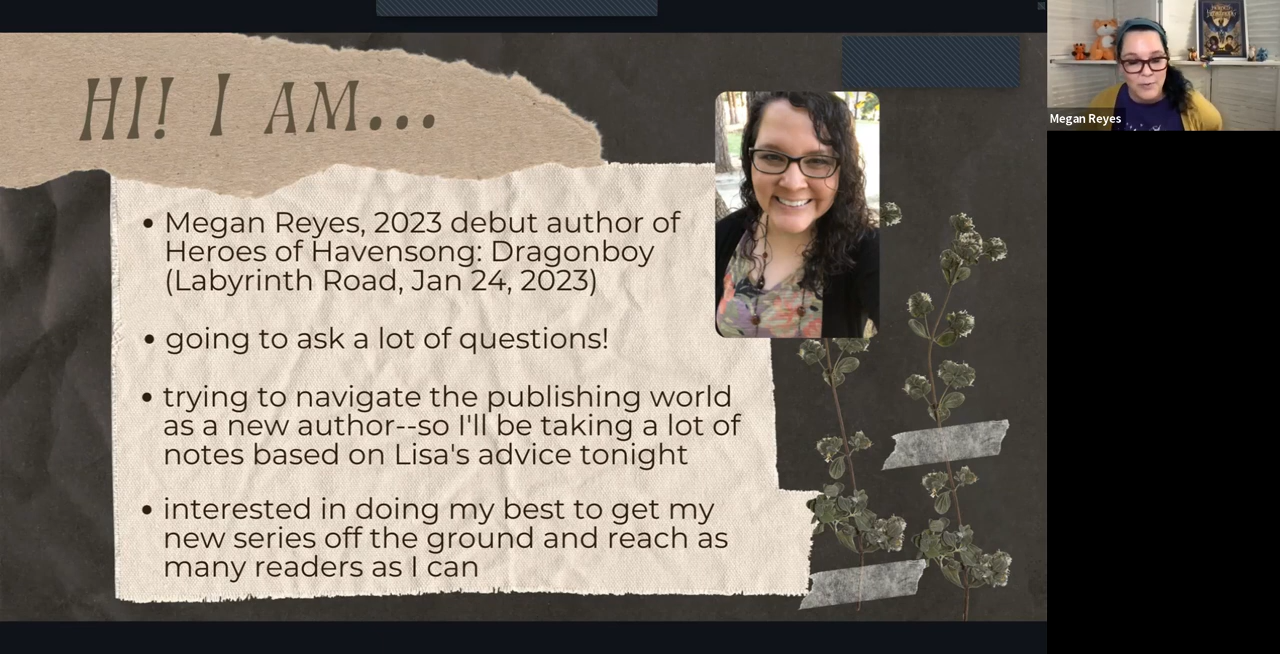 HI! I AM...
• Megan Reyes, 2023 debut author of
Heroes of Havensong: Dragonboy
(Labyrinth Road, Jan 24, 2023)
• going to ask a lot of questions!
• trying to navigate the publishing world
as a new author--so I'll be taking a lot of
notes based on Lisa's advice tonight
• interested in doing my best to get my
new series off the ground and reach as
many readers as I can
Megan Reyes